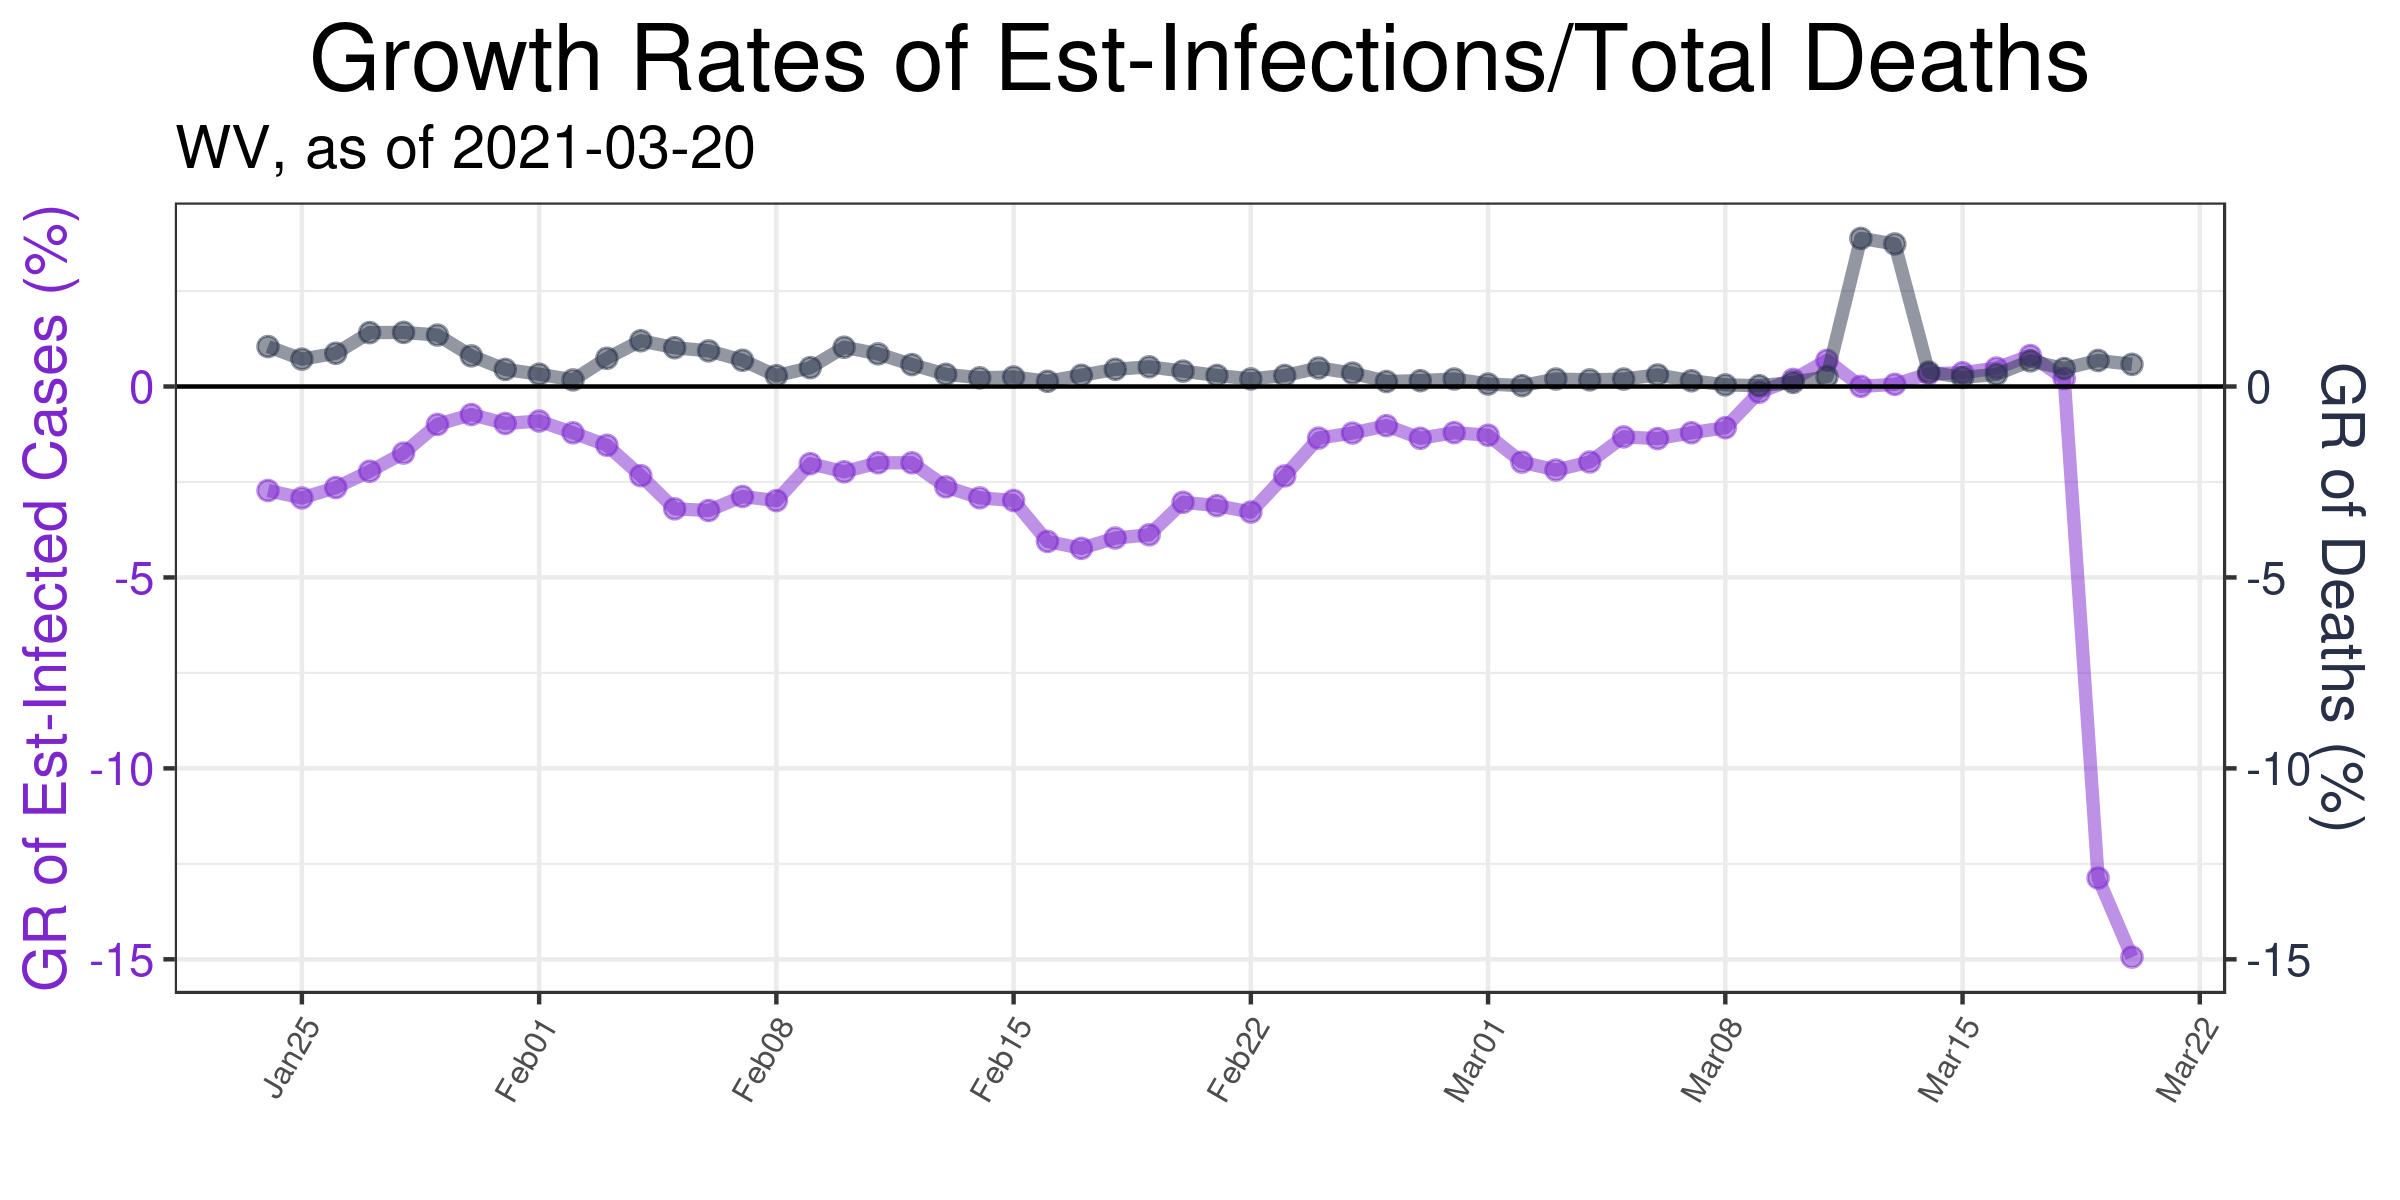 Growth Rates of Est-Infections/Total Deaths
WV, as of 2021-03-20
GR of Est-Infected Cases (%)
0
-5
-10
-15
0
-5
-10
-15
GR of Deaths (%)
Jan25
Feb01
Feb08
Feb15
Feb22
Mar01
Mar08
Mar15
Mar22